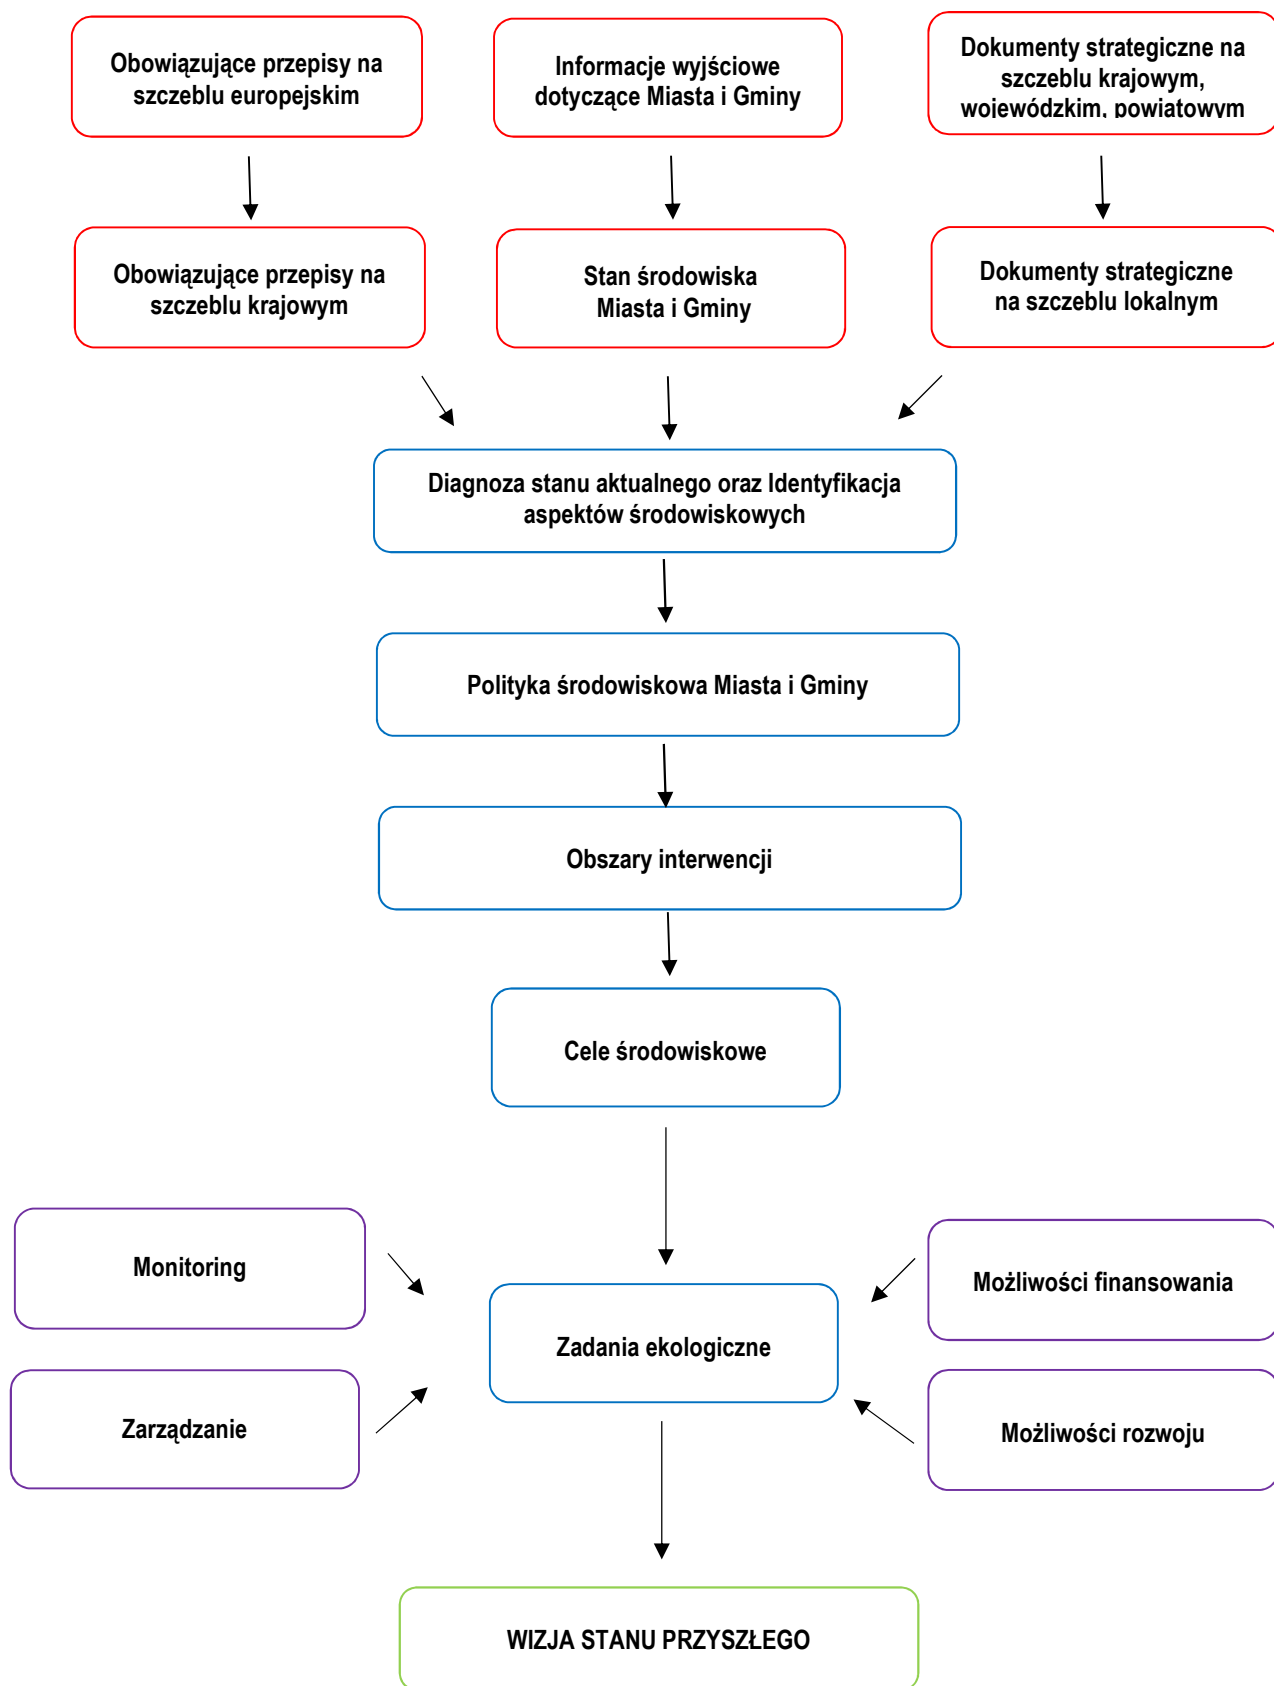 Obowiązujące przepisy na
szczeblu europejskim
Informacje wyjściowe
dotyczące Miasta i Gminy
Dokumenty strategiczne na
szczeblu krajowym,
wojewódzkim, powiatowym
Obowiązujące przepisy na
szczeblu krajowym
Stan środowiska
Miasta i Gminy
Dokumenty strategiczne
na szczeblu lokalnym
Diagnoza stanu aktualnego oraz Identyfikacja
aspektów środowiskowych
Polityka środowiskowa Miasta i Gminy
Obszary interwencji
Cele środowiskowe
Monitoring
Możliwości finansowania
Zadania ekologiczne
Zarządzanie
Możliwości rozwoju
WIZJA STANU PRZYSZŁEGO